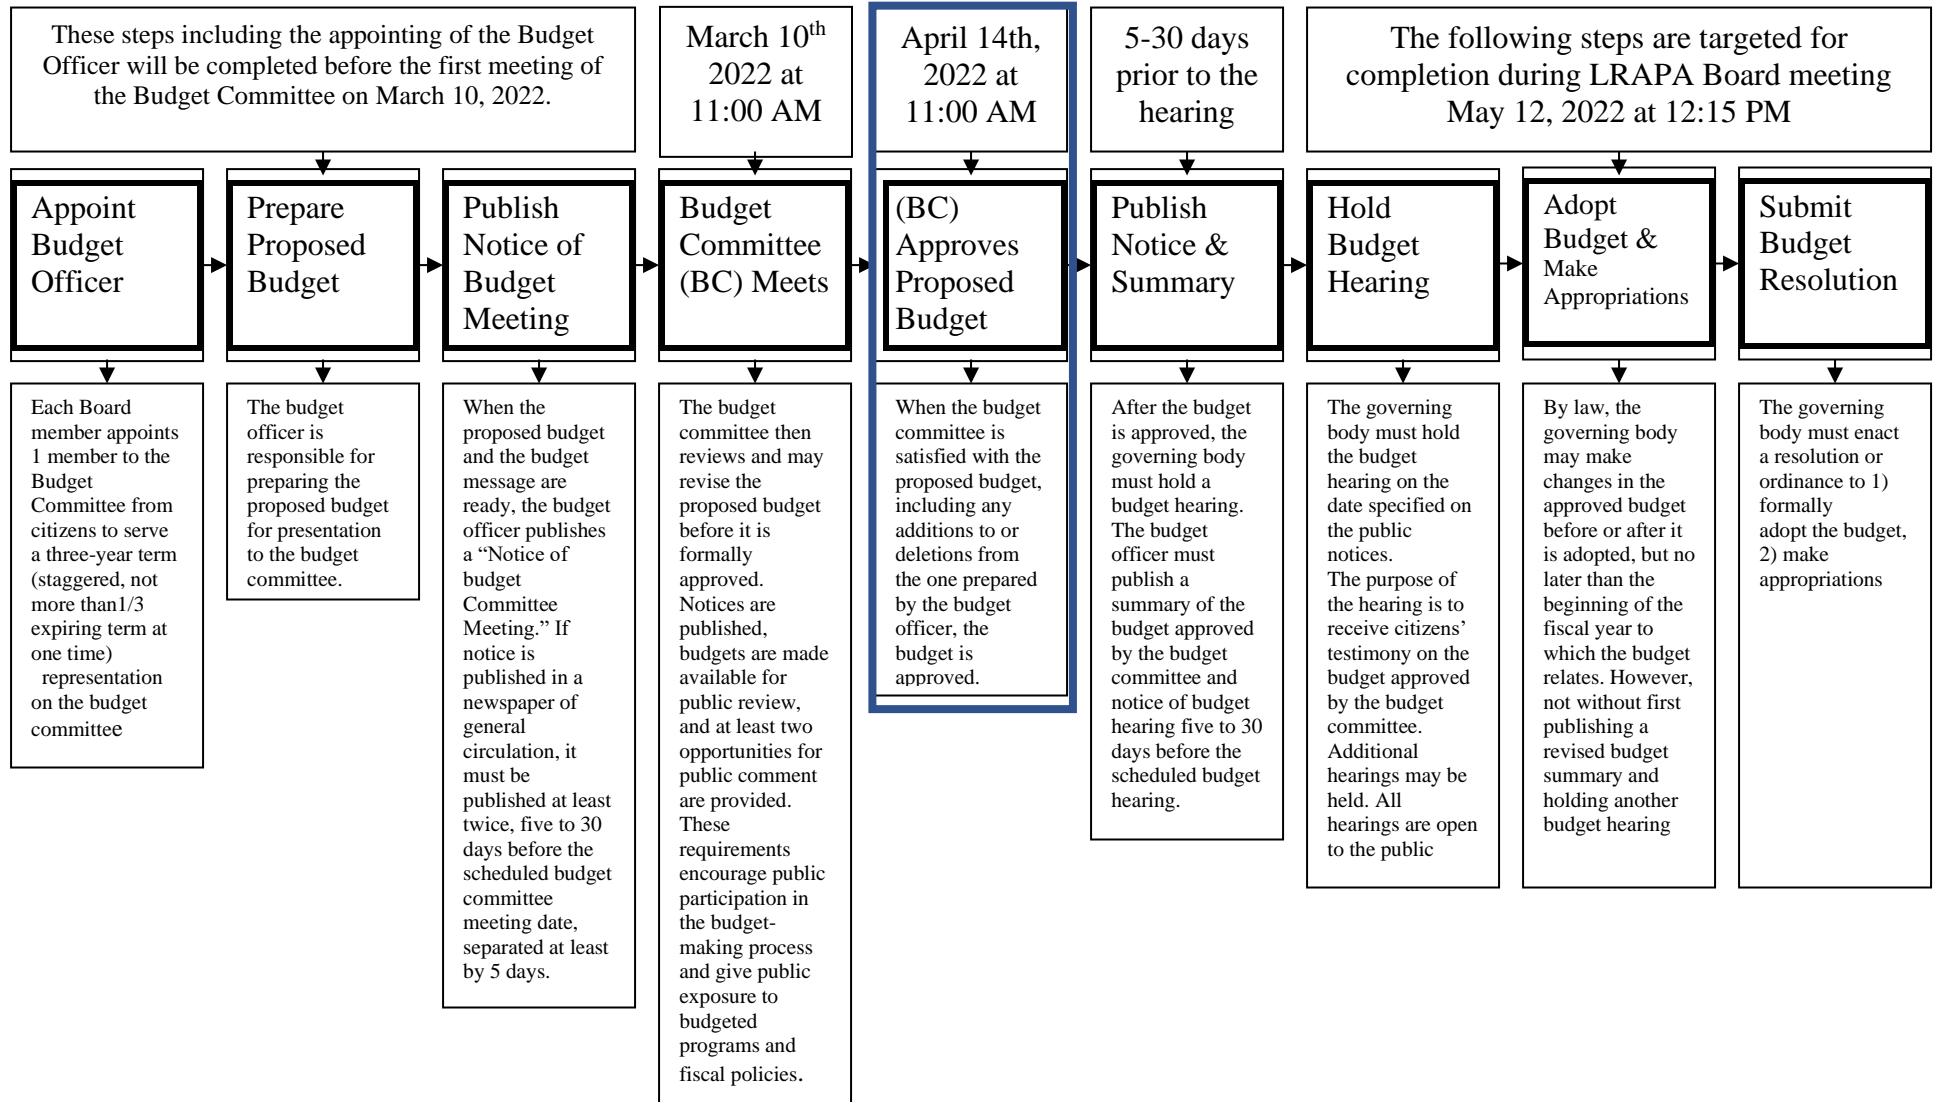 These steps including the appointing of the Budget
Officer will be completed before the first meeting of
the Budget Committee on March 10, 2022.
March 10th
2022 at
11:00 AM
April 14th,
2022 at
11:00 AM
5-30 days
prior to the
hearing
The following steps are targeted for
completion during LRAPA Board meeting
May 12, 2022 at 12:15 PM
Appoint
Budget
Officer
Prepare
Proposed
Budget
Publish
Notice of
Budget
Meeting
Budget
Committee
(BC) Meets
(BC)
Approves
Proposed
Budget
Publish
Notice &
Summary
Hold
Budget
Hearing
Adopt
Budget &
Make
Appropriations
Submit
Budget
Resolution
Each Board
member appoints
1 member to the
Budget
Committee from
citizens to serve
a three-year term
(staggered, not
more than1/3
expiring term at
one time)
representation
on the budget
committee
The budget
officer is
responsible for
preparing the
proposed budget
for presentation
to the budget
committee.
When the
proposed budget
and the budget
message are
ready, the budget
officer publishes
a “Notice of
budget
Committee
Meeting.” If
notice is
published in a
newspaper of
general
circulation, it
must be
published at least
twice, five to 30
days before the
scheduled budget
committee
meeting date,
separated at least
by 5 days.
The budget
committee then
reviews and may
revise the
proposed budget
before it is
formally
approved.
Notices are
published,
budgets are made
available for
public review,
and at least two
opportunities for
public comment
are provided.
These
requirements
encourage public
participation in
the budget-
making process
and give public
exposure to
budgeted
programs and
fiscal policies.
When the budget
committee is
satisfied with the
proposed budget,
including any
additions to or
deletions from
the one prepared
by the budget
officer, the
budget is
approved.
After the budget
is approved, the
governing body
must hold a
budget hearing.
The budget
officer must
publish a
summary of the
budget approved
by the budget
committee and
notice of budget
hearing five to 30
days before the
scheduled budget
hearing.
The governing
body must hold
the budget
hearing on the
date specified on
the public
notices.
The purpose of
the hearing is to
receive citizens’
testimony on the
budget approved
by the budget
committee.
Additional
hearings may be
held. All
hearings are open
to the public
By law, the
governing body
may make
changes in the
approved budget
before or after it
is adopted, but no
later than the
beginning of the
fiscal year to
which the budget
relates. However,
not without first
publishing a
revised budget
summary and
holding another
budget hearing
The governing
body must enact
a resolution or
ordinance to 1)
formally
adopt the budget,
2) make
appropriations